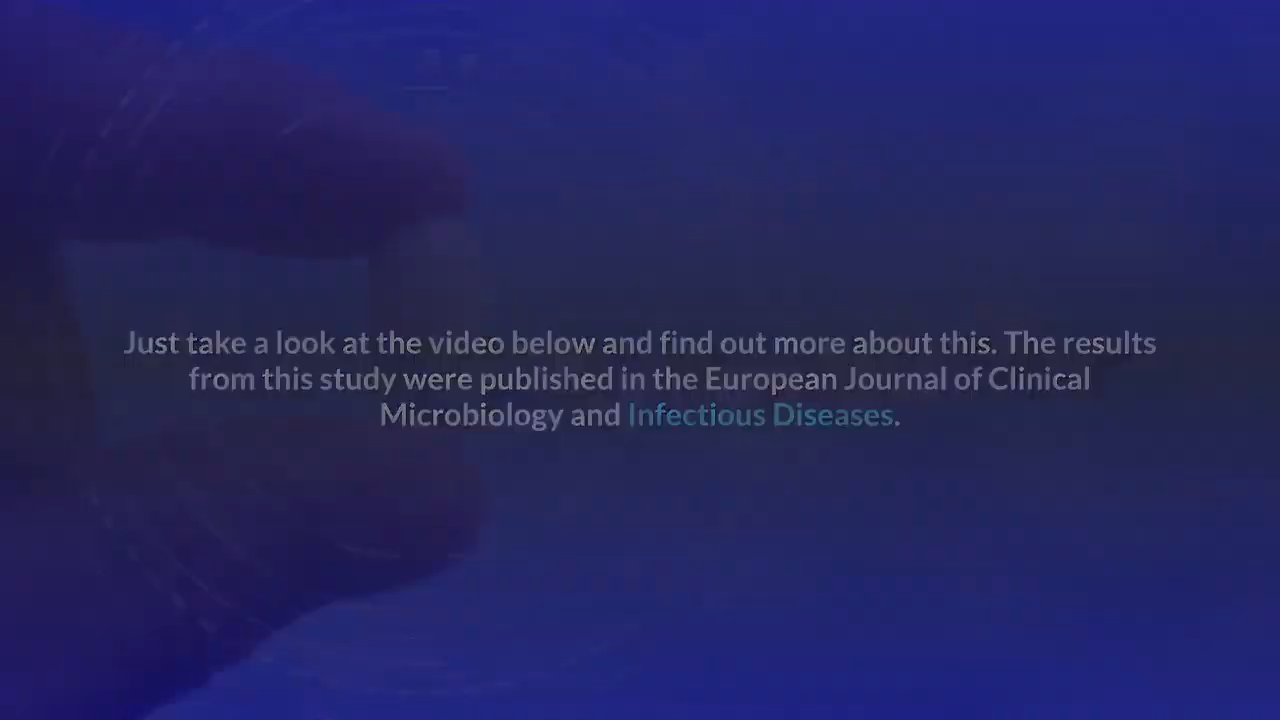 Just take a look at the video below and find out more about this. The results
from this study were published in the European Journal of Clinical
Microbiology and Infectious Diseases.